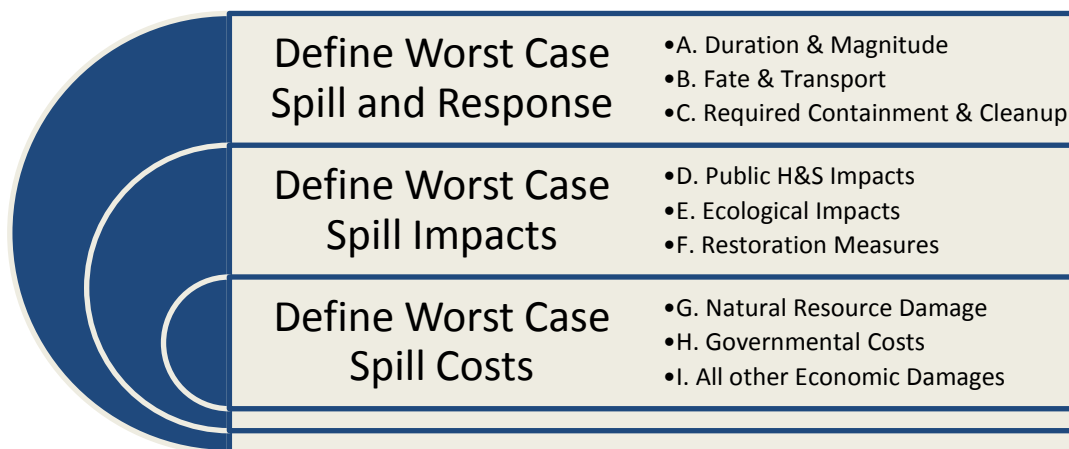 Define Worst Case
Spill and Response
•A. Duration & Magnitude
•B. Fate & Transport
•C. Required Containment & Cleanup
Define Worst Case
Spill Impacts
•D. Public H&S Impacts
•E. Ecological Impacts
•F. Restoration Measures
Define Worst Case
Spill Costs
•G. Natural Resource Damage
•H. Governmental Costs
•I. All other Economic Damages